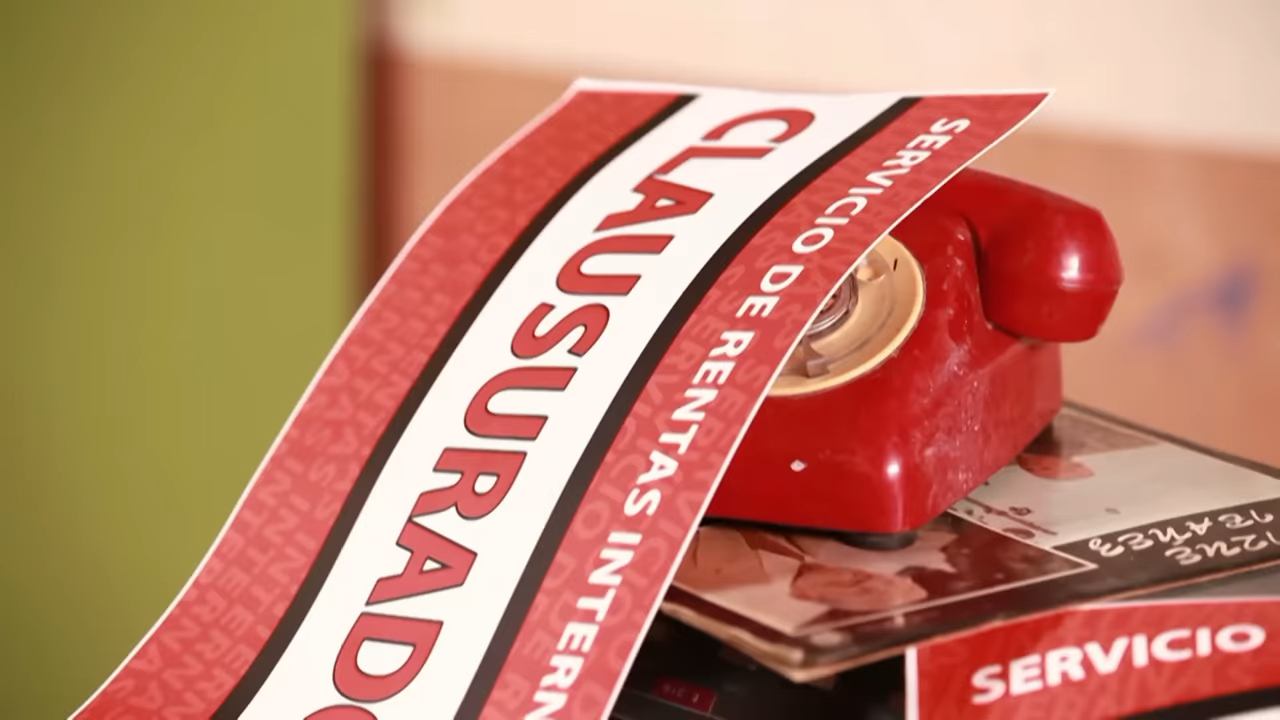 CLAUSURADO
SERVICIO DE RENTAS INTERN
SERVICIO